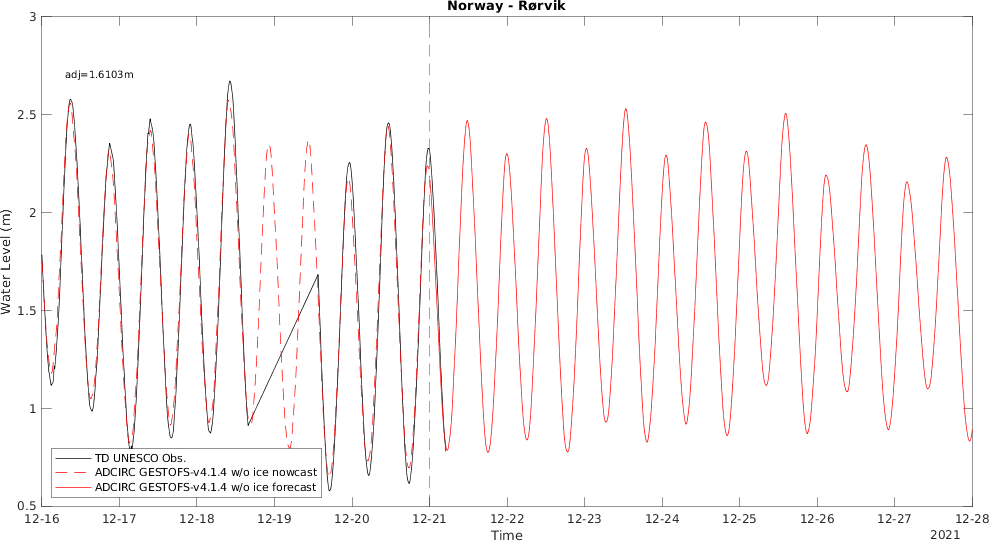 Norway - Rørvik
3
adj=1.6103m
2.5
2
Water Level (m)
1.5
1
TD UNESCO Obs.
ADCIRC GESTOFS-v4.1.4 w/o ice nowcast
ADCIRC GESTOFS-v4.1.4 w/o ice forecast
0.5
12-16 12-17 12-18 12-19 12-20 12-21 12-22 12-23 12-24 12-25 12-26 12-27 12-28
Time
2021